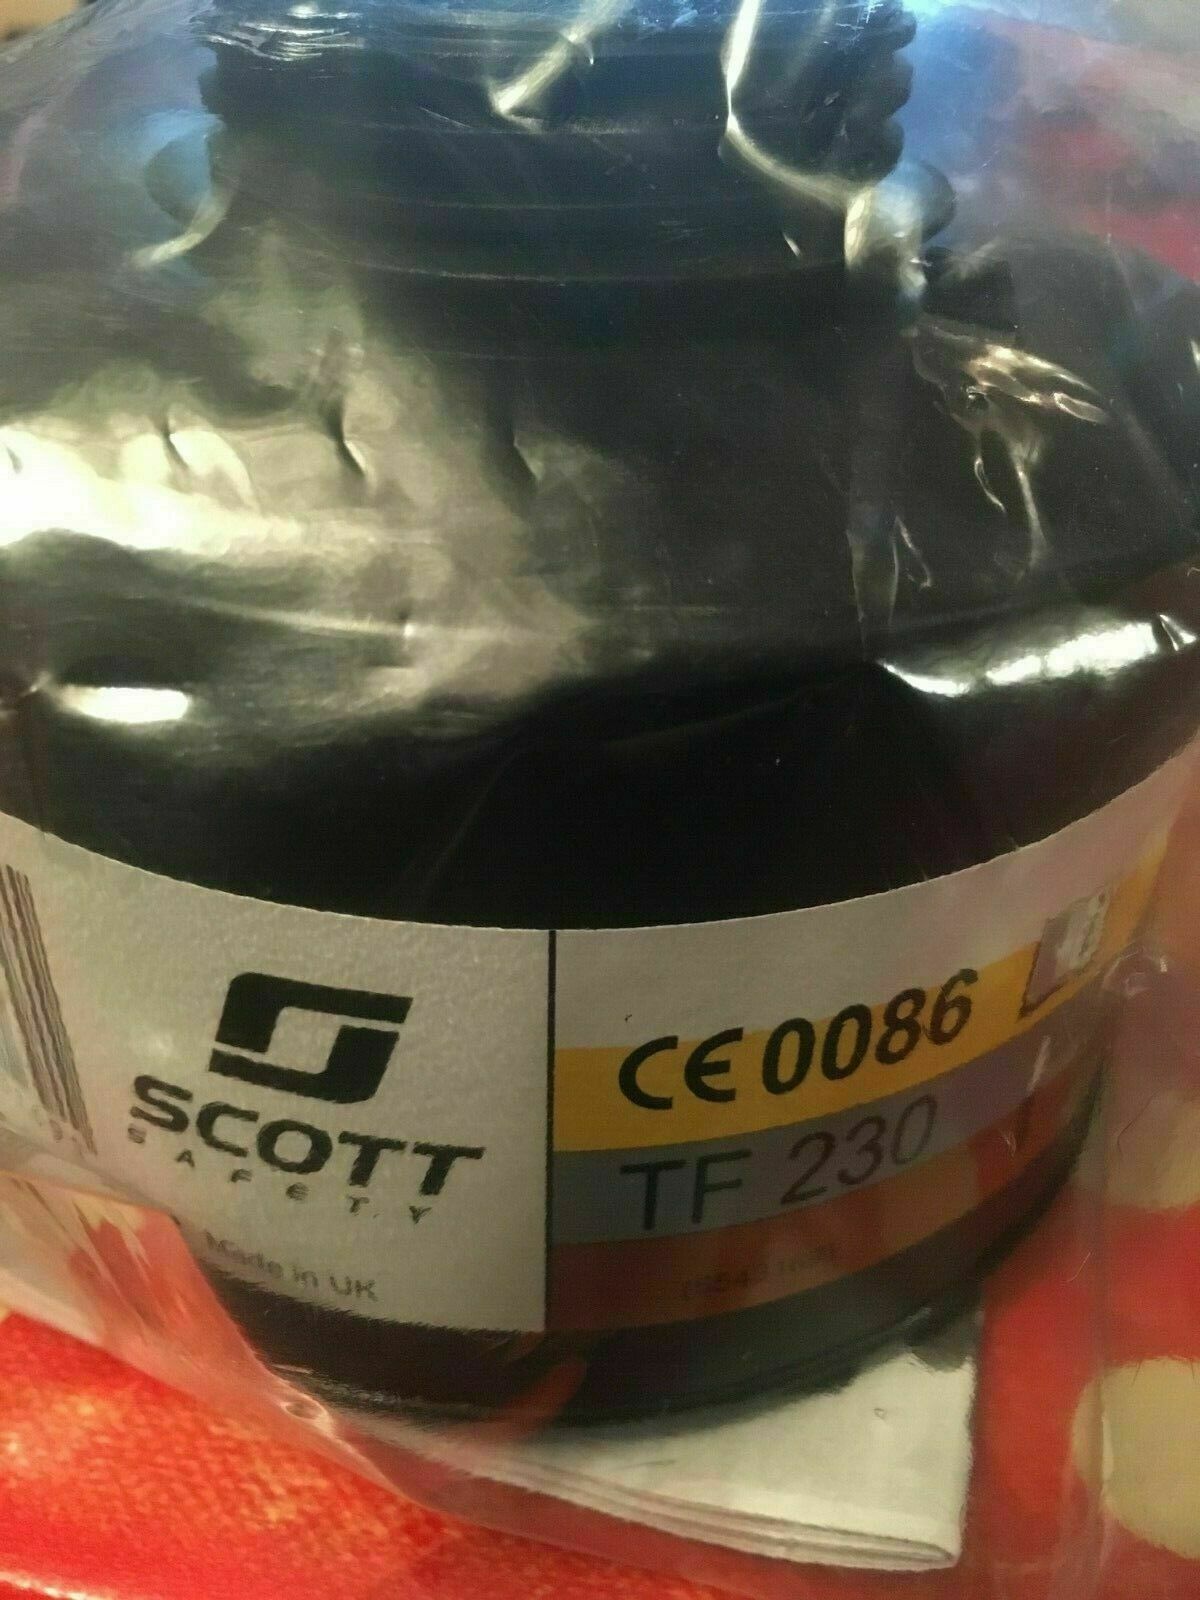 SCOTT
SAFETY
Made in UK
CE 0086
TF 230